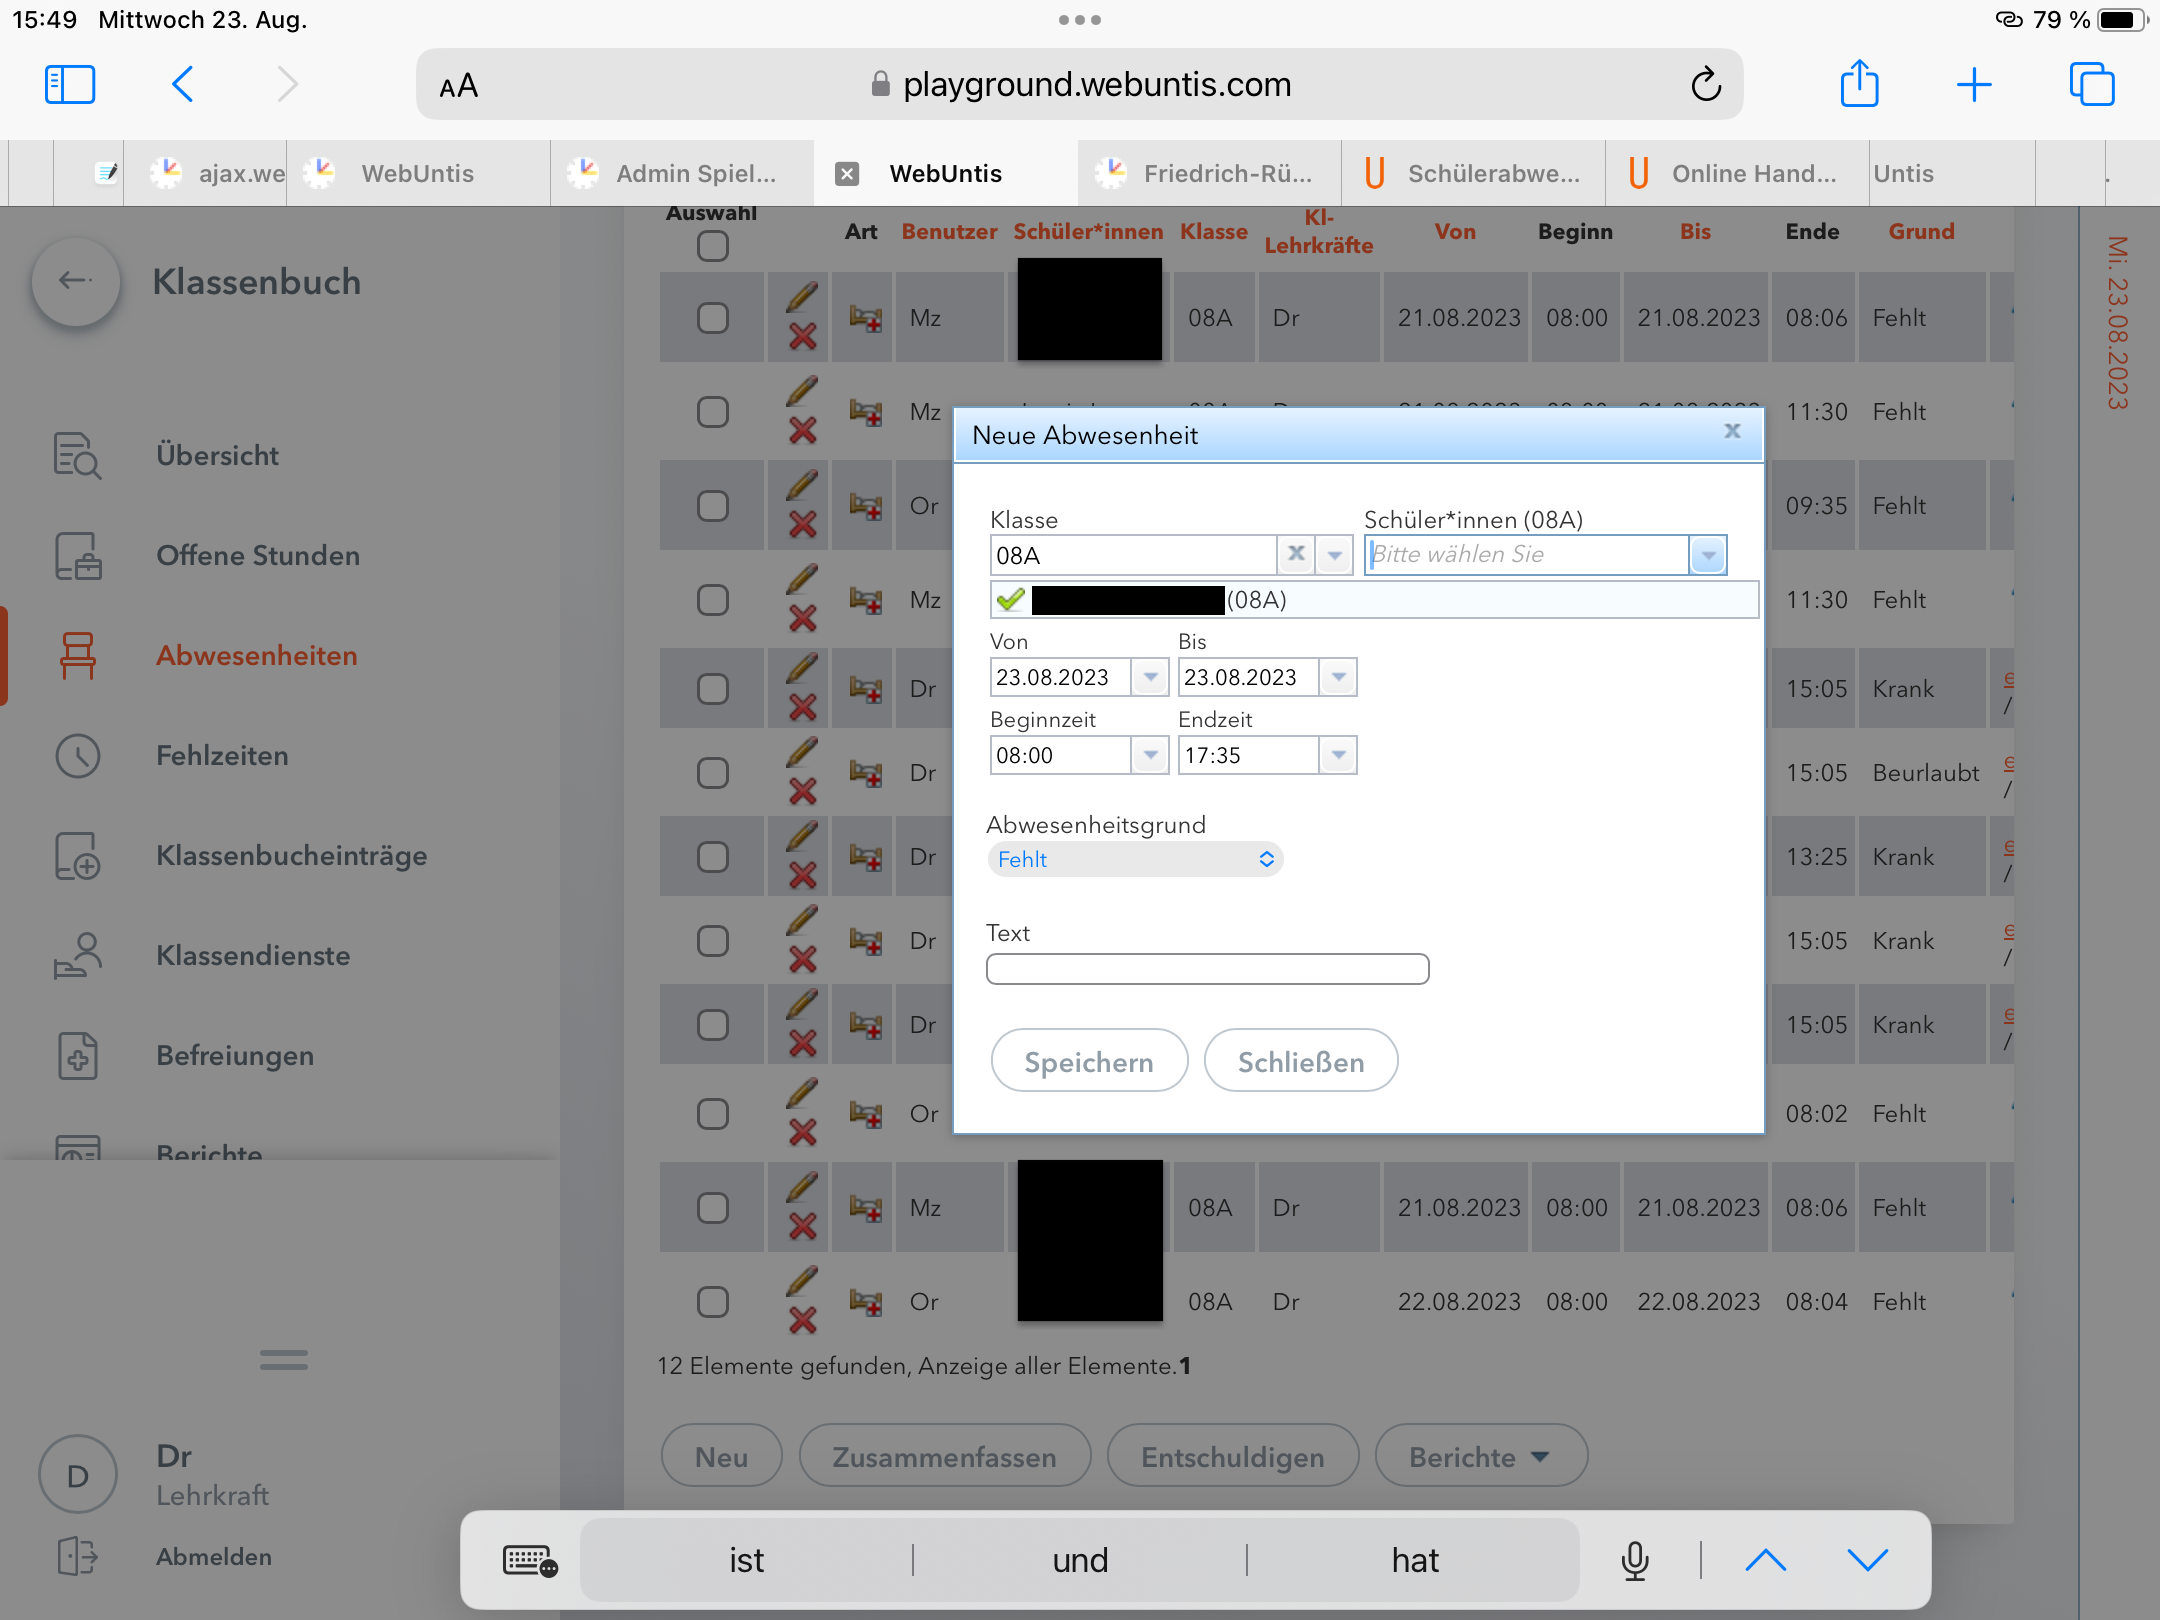 15:49 Mittwoch 23. Aug.
79 %
AA
playground.webuntis.com
ajax.we
WebUntis
Admin Spiel...
WebUntis
Friedrich-Rü...
Schülerabwe...
Online Hand...
Untis
Klassenbuch
Übersicht
Offene Stunden
Abwesenheiten
Fehlzeiten
Klassenbucheinträge
Klassendienste
Befreiungen
Berichte
D
Dr
Lehrkraft
Abmelden
Auswahl Art Benutzer Schüler*innen Klasse Kl-Lehrkräfte Von Beginn Bis Ende Grund
Mz 08A Dr 21.08.2023 08:00 21.08.2023 08:06 Fehlt
Mz 11:30 Fehlt
Or 09:35 Fehlt
Mz 11:30 Fehlt
Dr 15:05 Krank e /
Dr 15:05 Beurlaubt e /
Dr 13:25 Krank e /
Dr 15:05 Krank e /
Dr 15:05 Krank e /
Or 08:02 Fehlt
Mz 08A Dr 21.08.2023 08:00 21.08.2023 08:06 Fehlt
Or 08A Dr 22.08.2023 08:00 22.08.2023 08:04 Fehlt
12 Elemente gefunden, Anzeige aller Elemente.1
Neu
Zusammenfassen
Entschuldigen
Berichte
Neue Abwesenheit
x
Klasse
Schüler*innen (08A)
08A
x
Bitte wählen Sie
(08A)
Von
Bis
23.08.2023
23.08.2023
Beginnzeit
Endzeit
08:00
17:35
Abwesenheitsgrund
Fehlt
Text
Speichern
Schließen
Mi. 23.08.2023
ist
und
hat